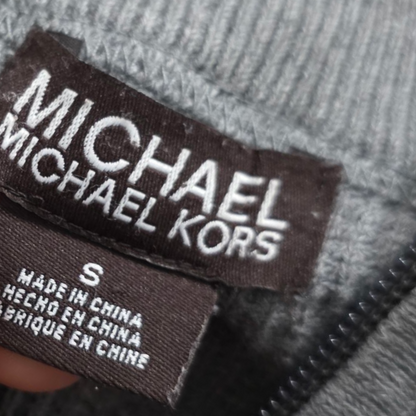 MICHAEL
MICHAEL KORS
S
MADE IN CHINA
HECHO EN CHINA
FABRIQUE EN CHINE